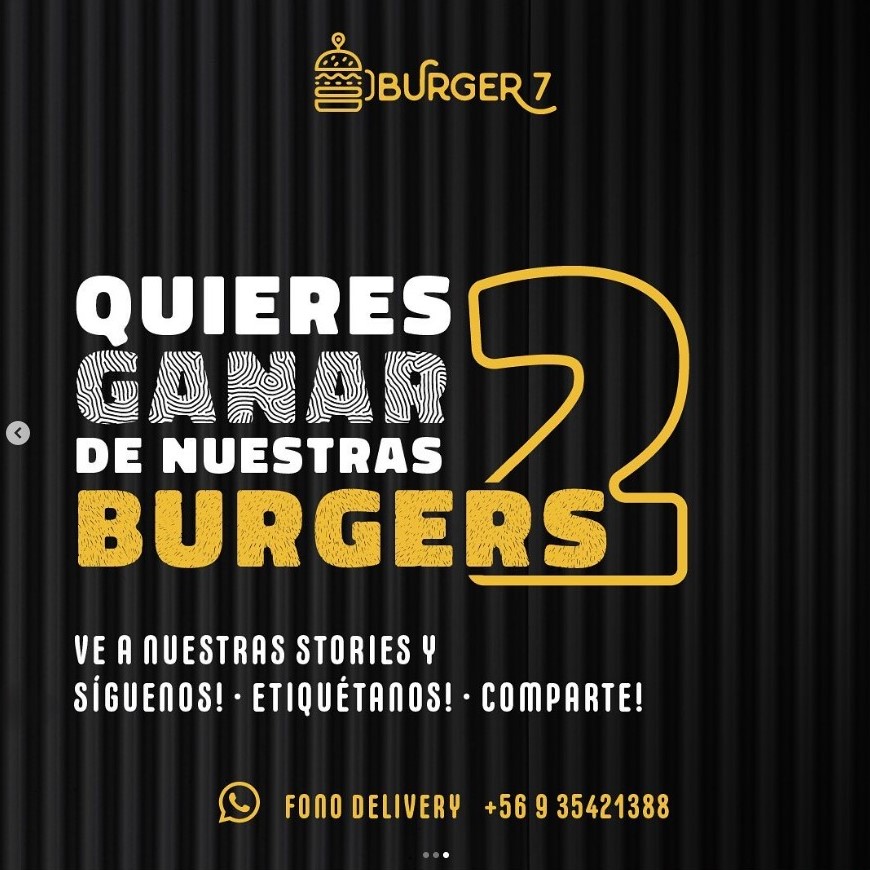 BURGER 7
QUIERES
GANAR 2
DE NUESTRAS
BURGERS
VE A NUESTRAS STORIES Y
SÍGUENOS! · ETIQUÉTANOS! · COMPARTE!
FONO DELIVERY +56 9 35421388